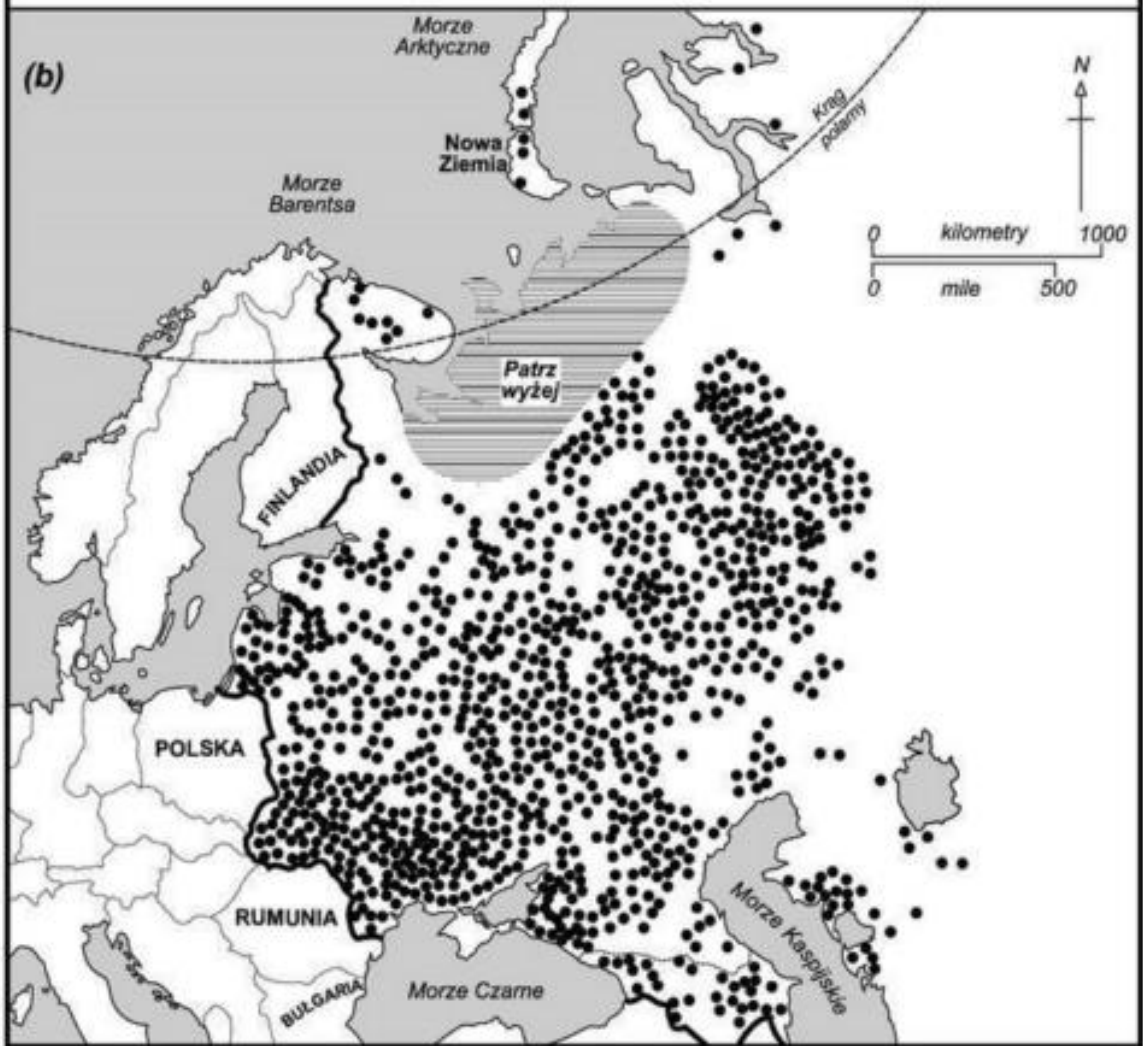 Morze
Arktyczne
(b)
N
Krąg
polarny
Nowa
Ziemia
Morze
Barentsa
0 kilometry 1000
0 mile 500
Patrz
wyżej
FINLANDIA
POLSKA
RUMUNIA
Morze Kaspijskie
BUŁGARIA
Morze Czarne